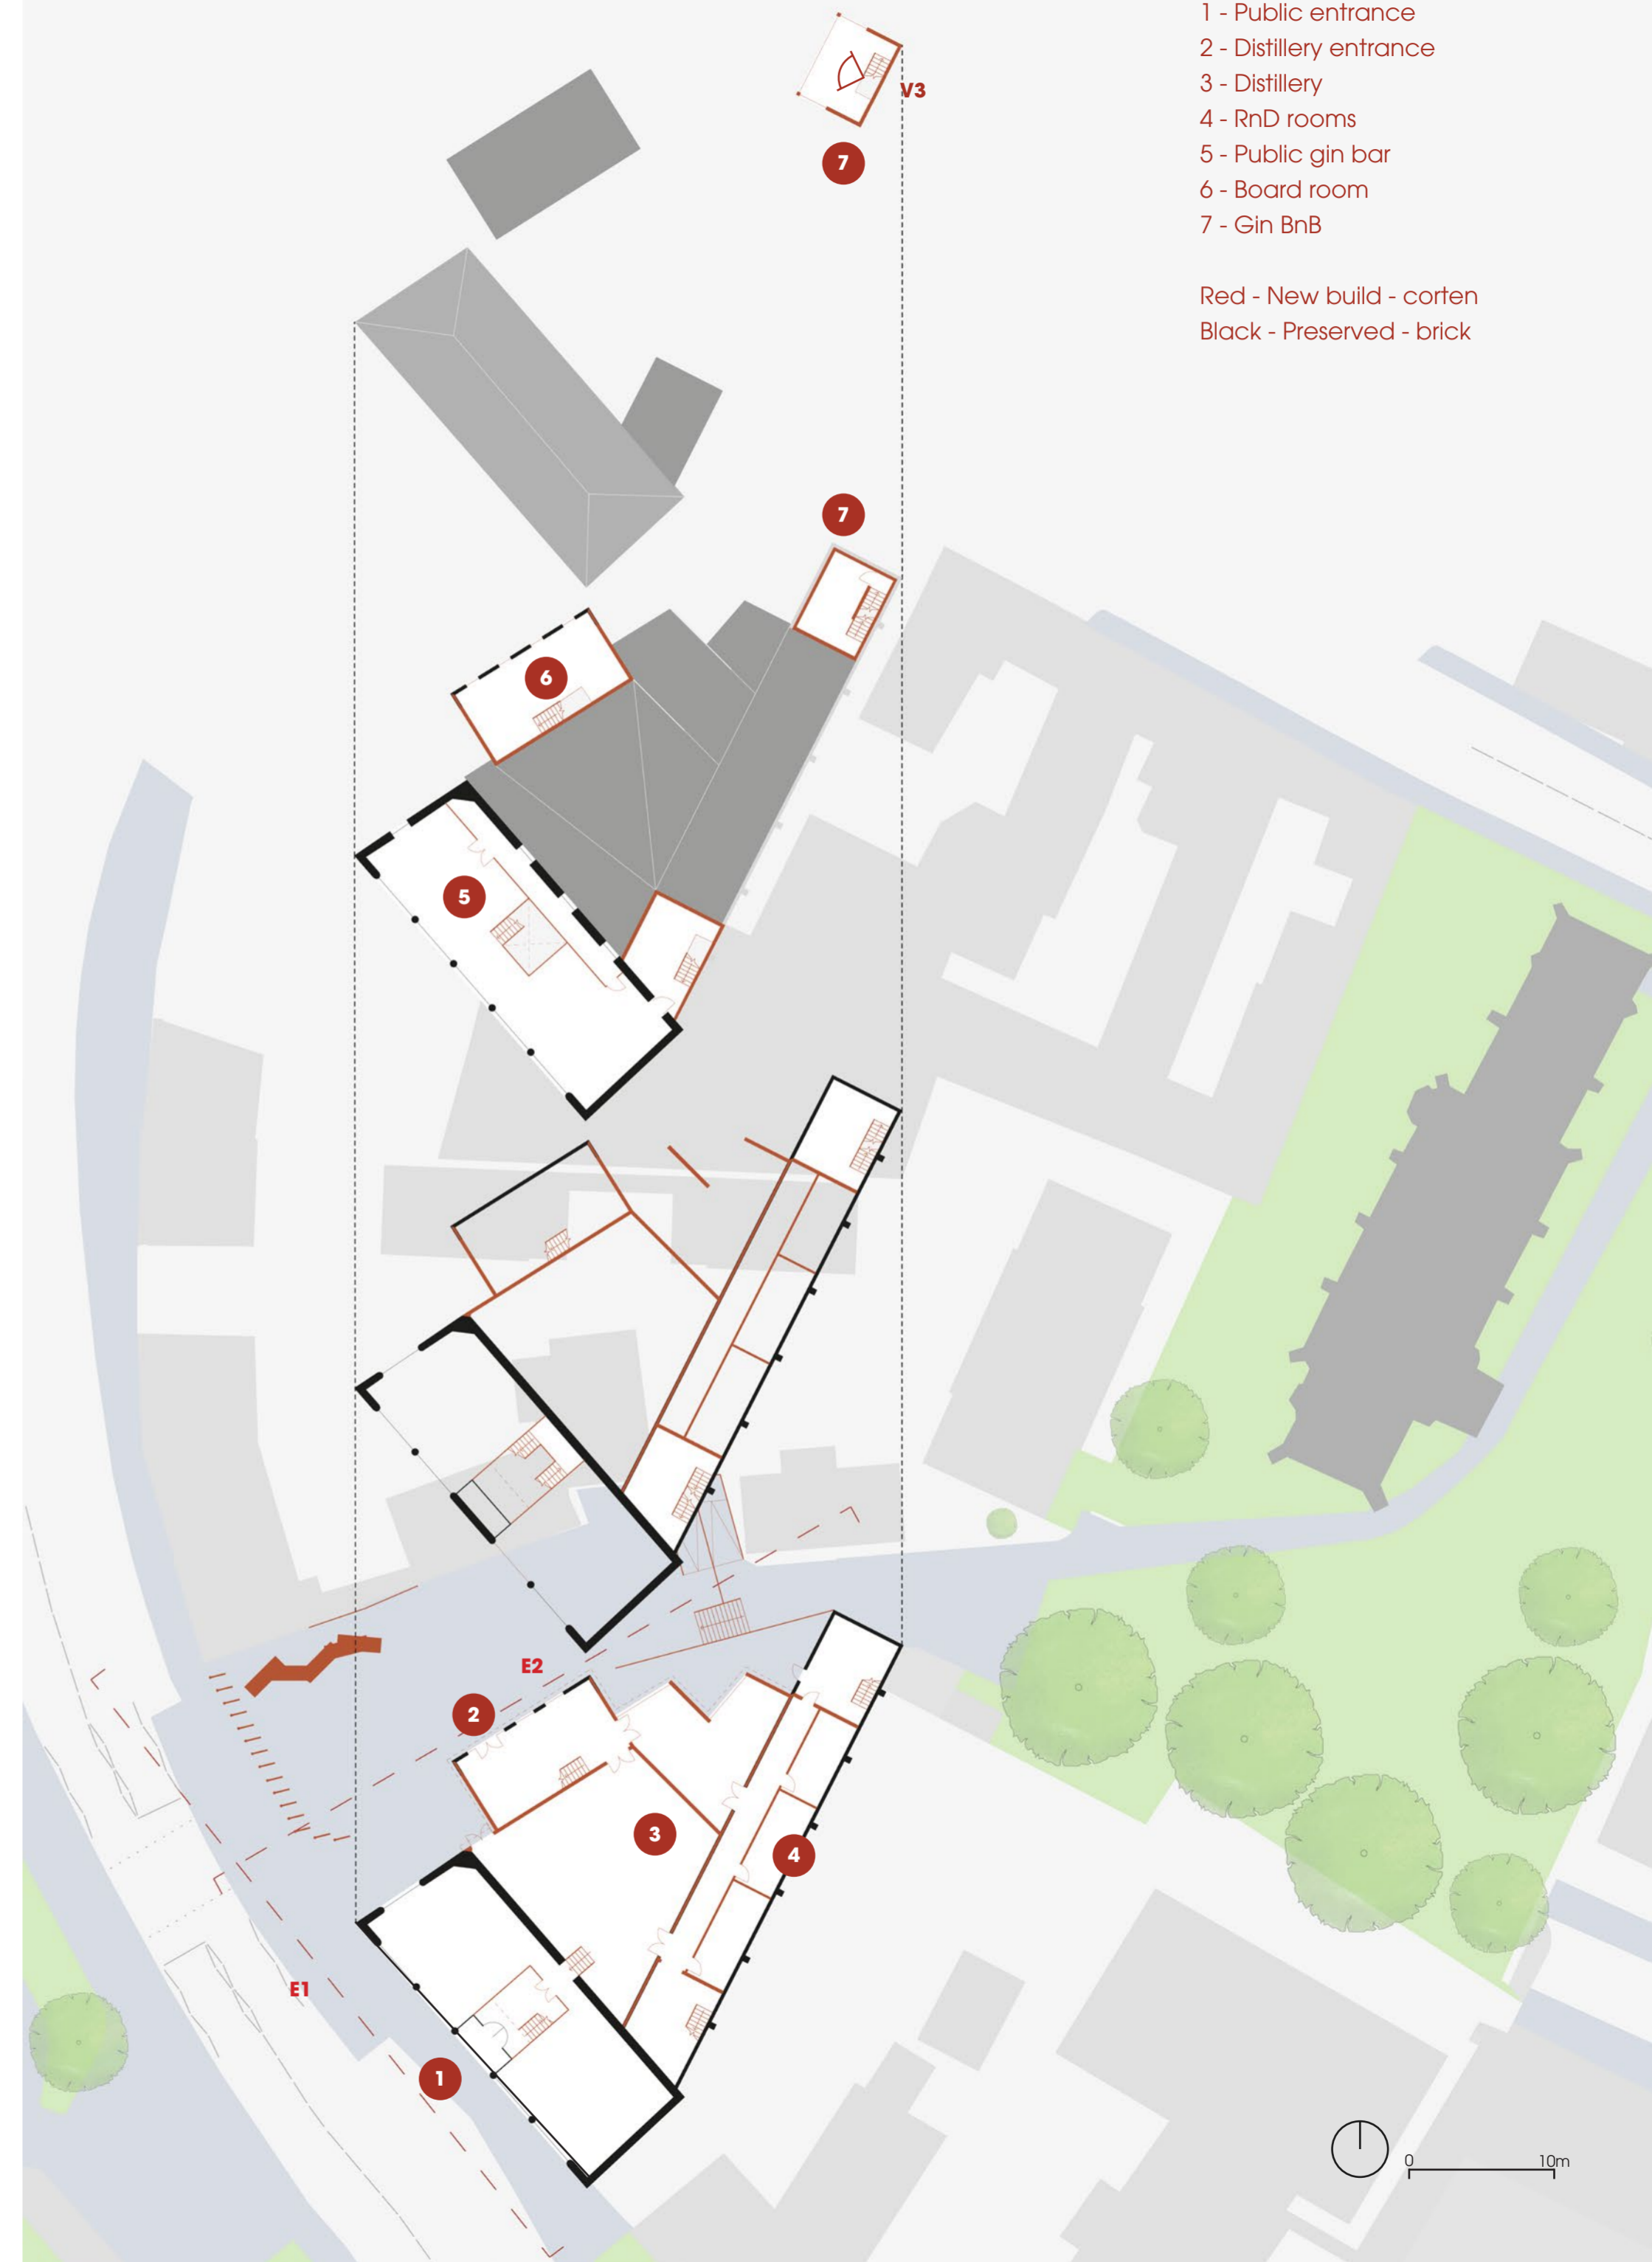 1 - Public entrance
2 - Distillery entrance
3 - Distillery
4 - RnD rooms
5 - Public gin bar
6 - Board room
7 - Gin BnB
Red - New build - corten
Black - Preserved - brick
V3
7
7
6
5
E2
2
3
4
E1
1
0 10m